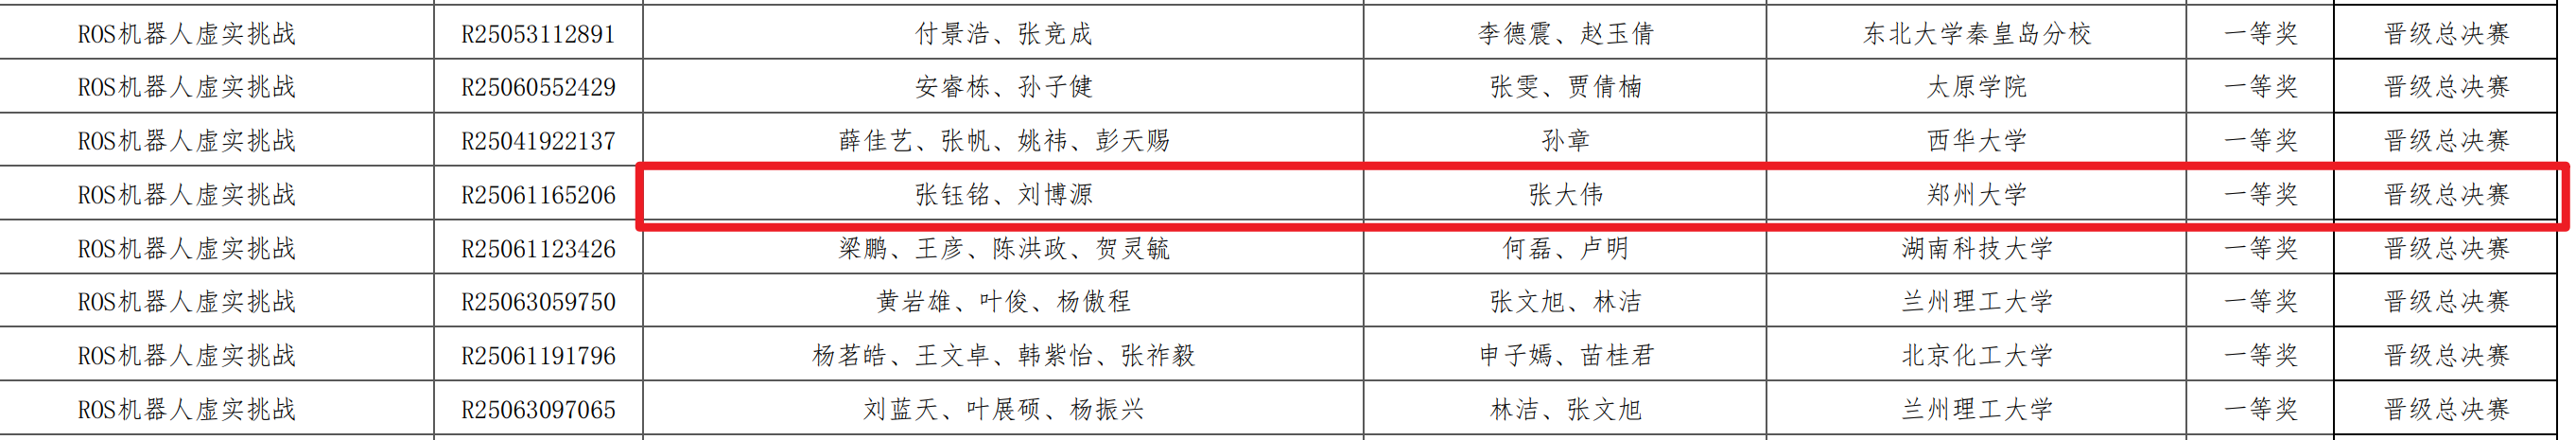 ROS机器人虚实挑战 R25053112891 付景浩、张竞成 李德震、赵玉倩 东北大学秦皇岛分校 一等奖 晋级总决赛
ROS机器人虚实挑战 R25060552429 安睿栋、孙子健 张雯、贾倩楠 太原学院 一等奖 晋级总决赛
ROS机器人虚实挑战 R25041922137 薛佳艺、张帆、姚祎、彭天赐 孙章 西华大学 一等奖 晋级总决赛
ROS机器人虚实挑战 R25061165206 张钰铭、刘博源 张大伟 郑州大学 一等奖 晋级总决赛
ROS机器人虚实挑战 R25061123426 梁鹏、王彦、陈洪政、贺灵毓 何磊、卢明 湖南科技大学 一等奖 晋级总决赛
ROS机器人虚实挑战 R25063059750 黄岩雄、叶俊、杨傲程 张文旭、林洁 兰州理工大学 一等奖 晋级总决赛
ROS机器人虚实挑战 R25061191796 杨茗皓、王文卓、韩紫怡、张祚毅 申子嫣、苗桂君 北京化工大学 一等奖 晋级总决赛
ROS机器人虚实挑战 R25063097065 刘蓝天、叶展硕、杨振兴 林洁、张文旭 兰州理工大学 一等奖 晋级总决赛